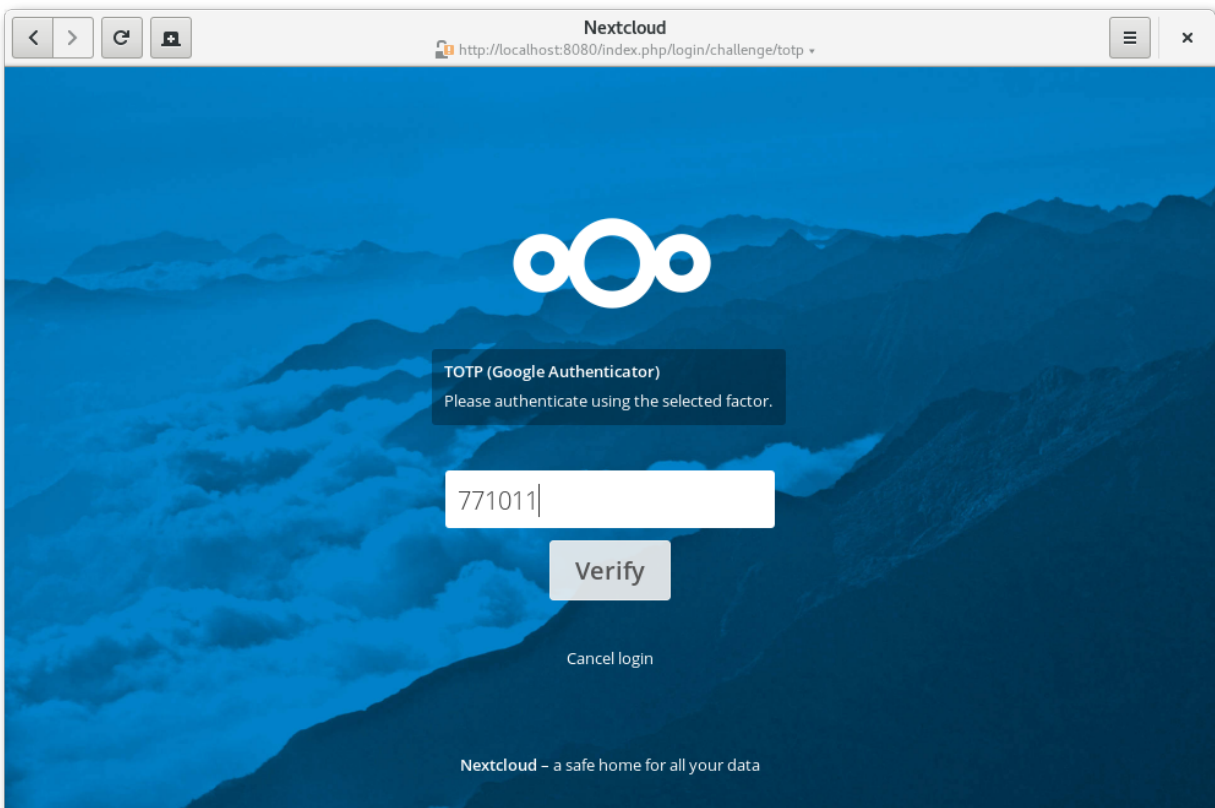 Nextcloud
http://localhost:8080/index.php/login/challenge/totp
TOTP (Google Authenticator)
Please authenticate using the selected factor.
771011
Verify
Cancel login
Nextcloud – a safe home for all your data